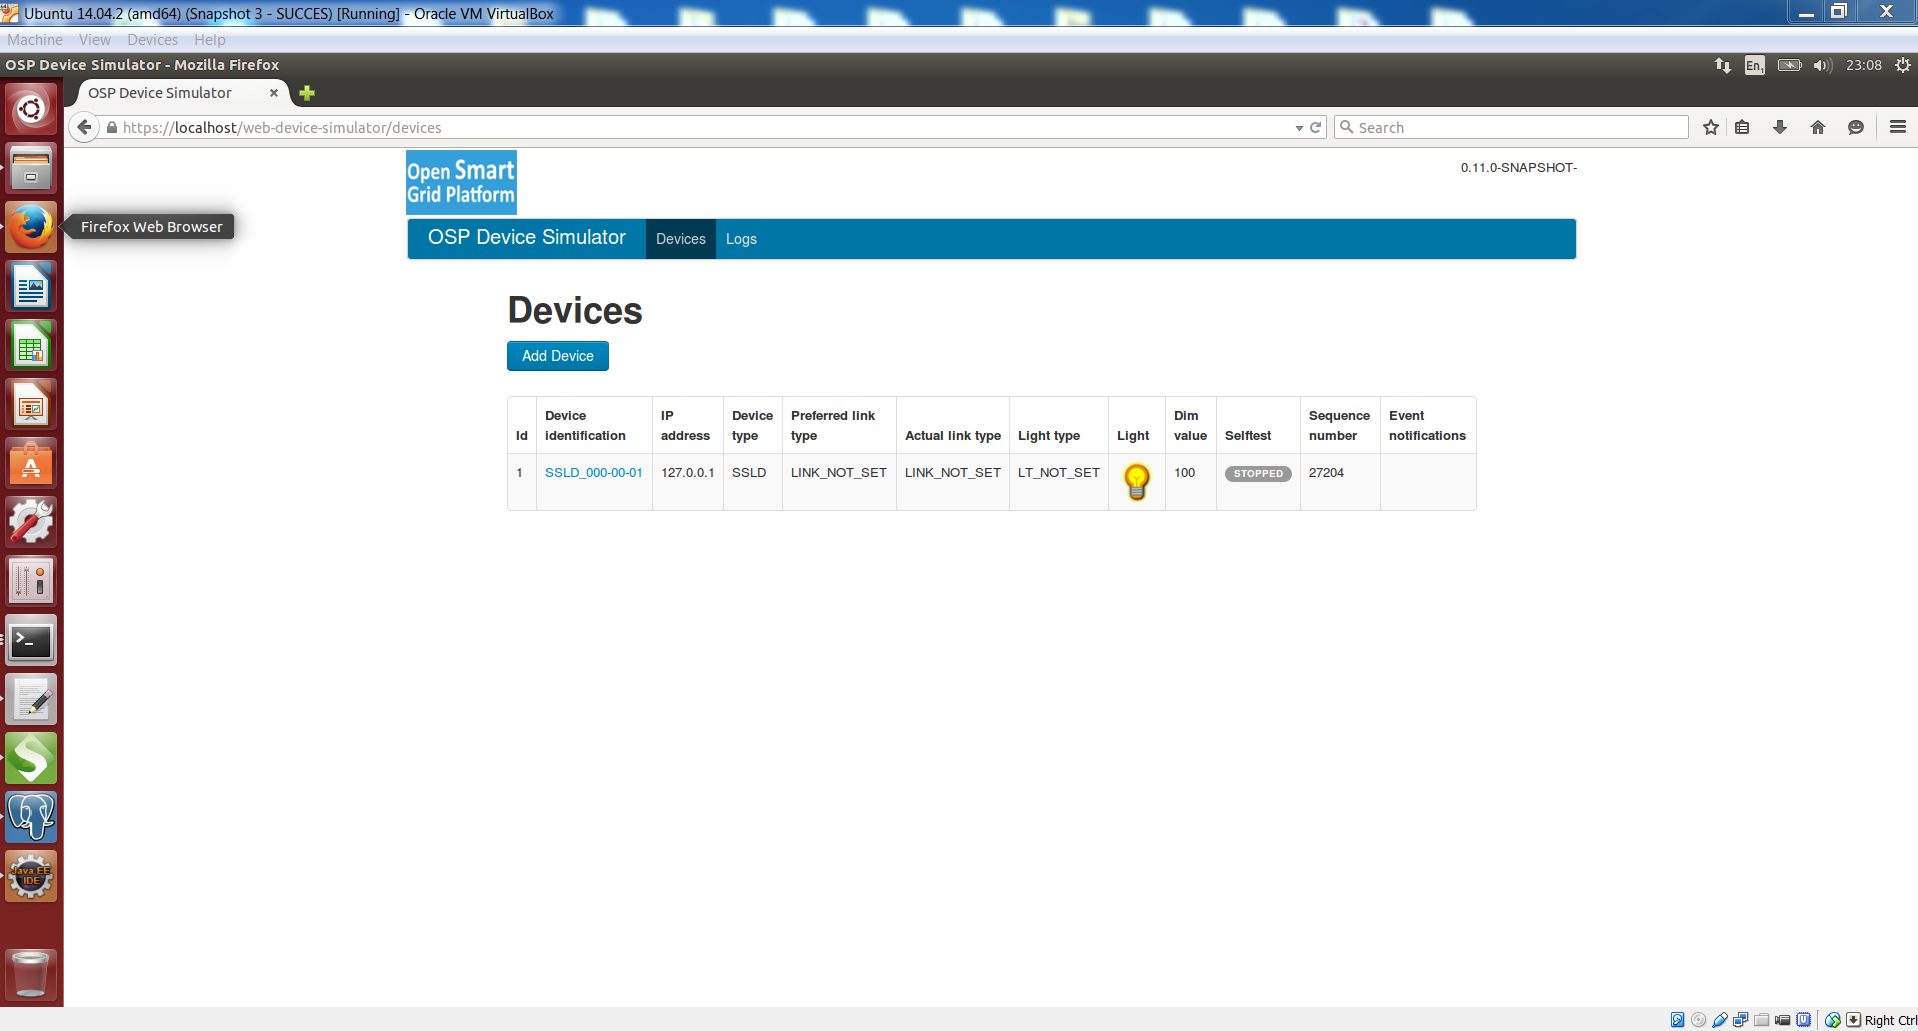 Ubuntu 14.04.2 (amd64) (Snapshot 3 - SUCCES) [Running] - Oracle VM VirtualBox
Machine View Devices Help
OSP Device Simulator - Mozilla Firefox
En1 23:08
OSP Device Simulator
https://localhost/web-device-simulator/devices
Search
Open Smart
Grid Platform
0.11.0-SNAPSHOT-
Firefox Web Browser
OSP Device Simulator Devices Logs
Devices
Add Device
Id Device identification IP address Device type Preferred link type Actual link type Light type Light Dim value Selftest Sequence number Event notifications
1 SSLD_000-00-01 127.0.0.1 SSLD LINK_NOT_SET LINK_NOT_SET LT_NOT_SET 100 STOPPED 27204
Java EE
IDE
Right Ctrl